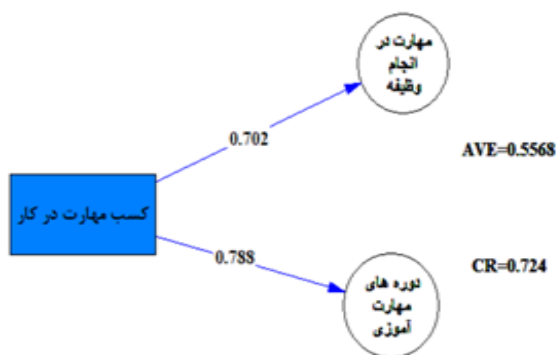 مهارت در
انجام
وظیفه
0.702
AVE=0.5568
کسب مهارت در کار
0.788
CR=0.724
دوره های
مهارت
آموزی